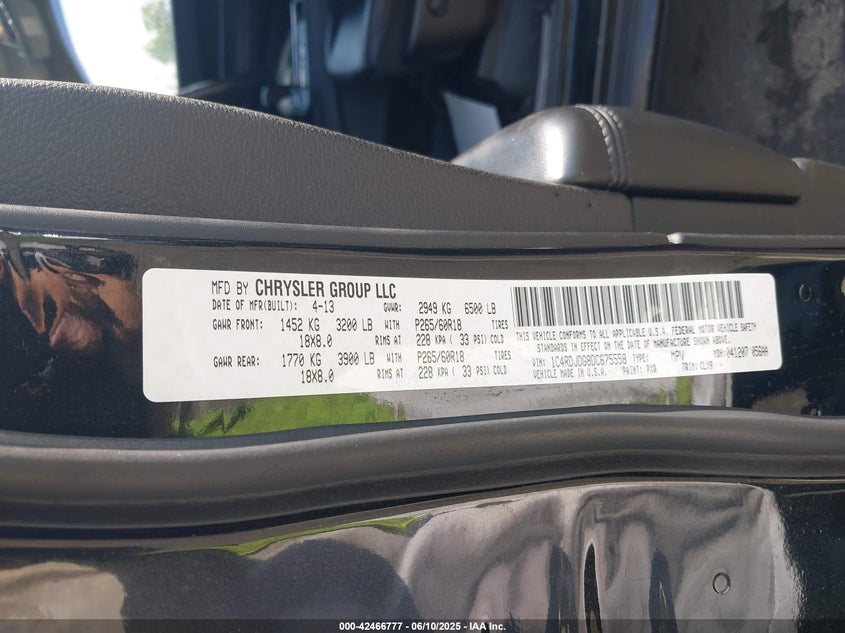 MFD BY CHRYSLER GROUP LLC
DATE OF MFR(BUILT): 4-13 GVWR: 2949 KG 6500 LB
GAWR FRONT: 1452 KG 3200 LB WITH P265/60R18 TIRES
18X8.0 RIMS AT 228 KPA ( 33 PSI) COLD
GAWR REAR: 1770 KG 3900 LB WITH P265/60R18 TIRES
18X8.0 RIMS AT 228 KPA ( 33 PSI) COLD
THIS VEHICLE CONFORMS TO ALL APPLICABLE U.S.A. FEDERAL MOTOR VEHICLE SAFETY
STANDARDS IN EFFECT ON THE DATE OF MANUFACTURE SHOWN ABOVE.
VIN: 1C4RDJDG8DC675558 TYPE: MPV MDH: 041207 056AA
VEHICLE MADE IN U.S.A. PAINT: PXR TRIM:
000-42466777 - 06/10/2025 - IAA Inc.